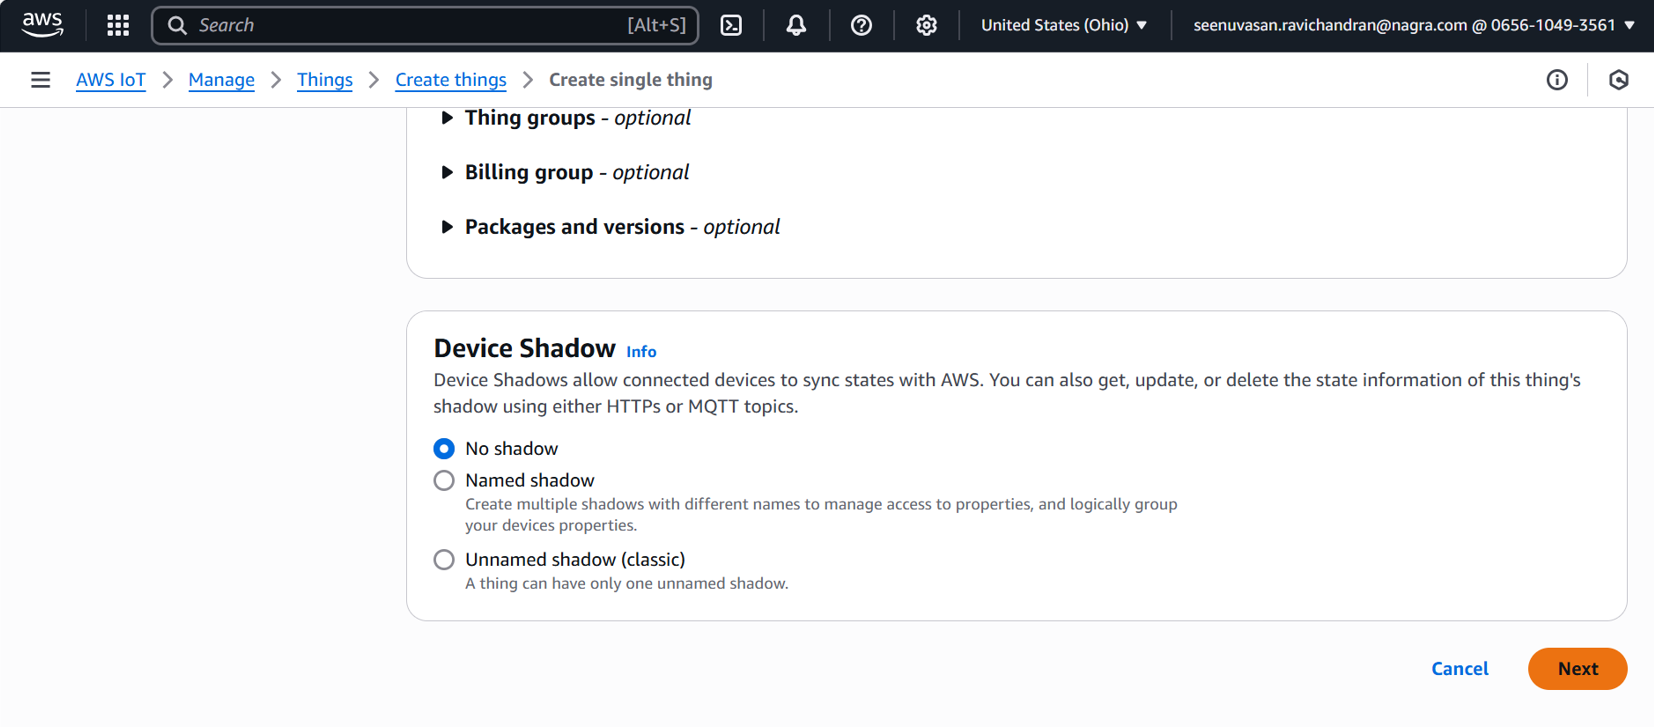 aws
Search [Alt+S] United States (Ohio) seenuvasan.ravichandran@nagra.com @ 0656-1049-3561
AWS IoT Manage Things Create things Create single thing
Thing groups - optional
Billing group - optional
Packages and versions - optional
Device Shadow Info
Device Shadows allow connected devices to sync states with AWS. You can also get, update, or delete the state information of this thing's
shadow using either HTTPs or MQTT topics.
No shadow
Named shadow
Create multiple shadows with different names to manage access to properties, and logically group
your devices properties.
Unnamed shadow (classic)
A thing can have only one unnamed shadow.
Cancel Next